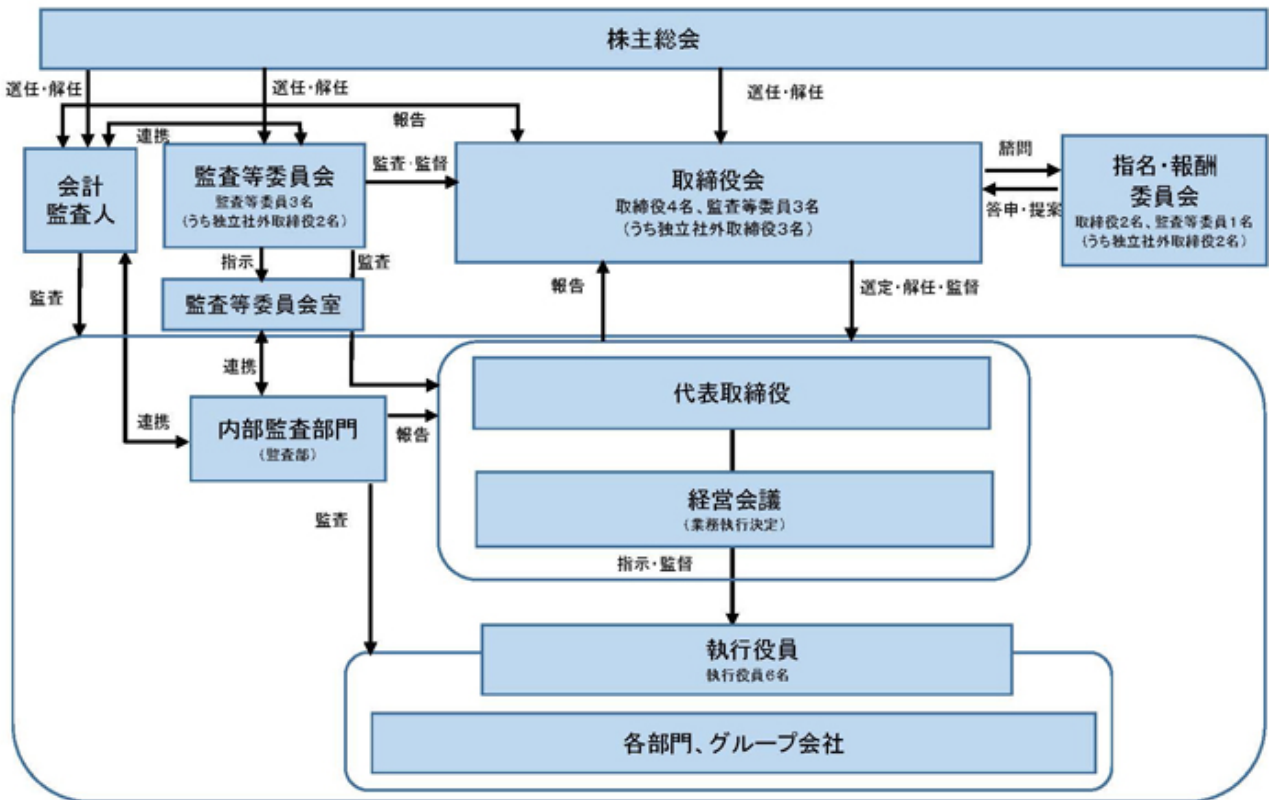 株主総会
選任・解任
選任・解任
選任・解任
報告
連携
会計
監査人
監査等委員会
監査等委員3名
(うち独立社外取締役2名)
監査・監督
取締役会
取締役4名、監査等委員3名
(うち独立社外取締役3名)
諮問
答申・提案
指名・報酬
委員会
取締役2名、監査等委員1名
(うち独立社外取締役2名)
監査
指示
監査
監査等委員会室
報告
選定・解任・監督
連携
連携
内部監査部門
(監査部)
報告
代表取締役
経営会議
(業務執行決定)
監査
指示・監督
執行役員
執行役員6名
各部門、グループ会社